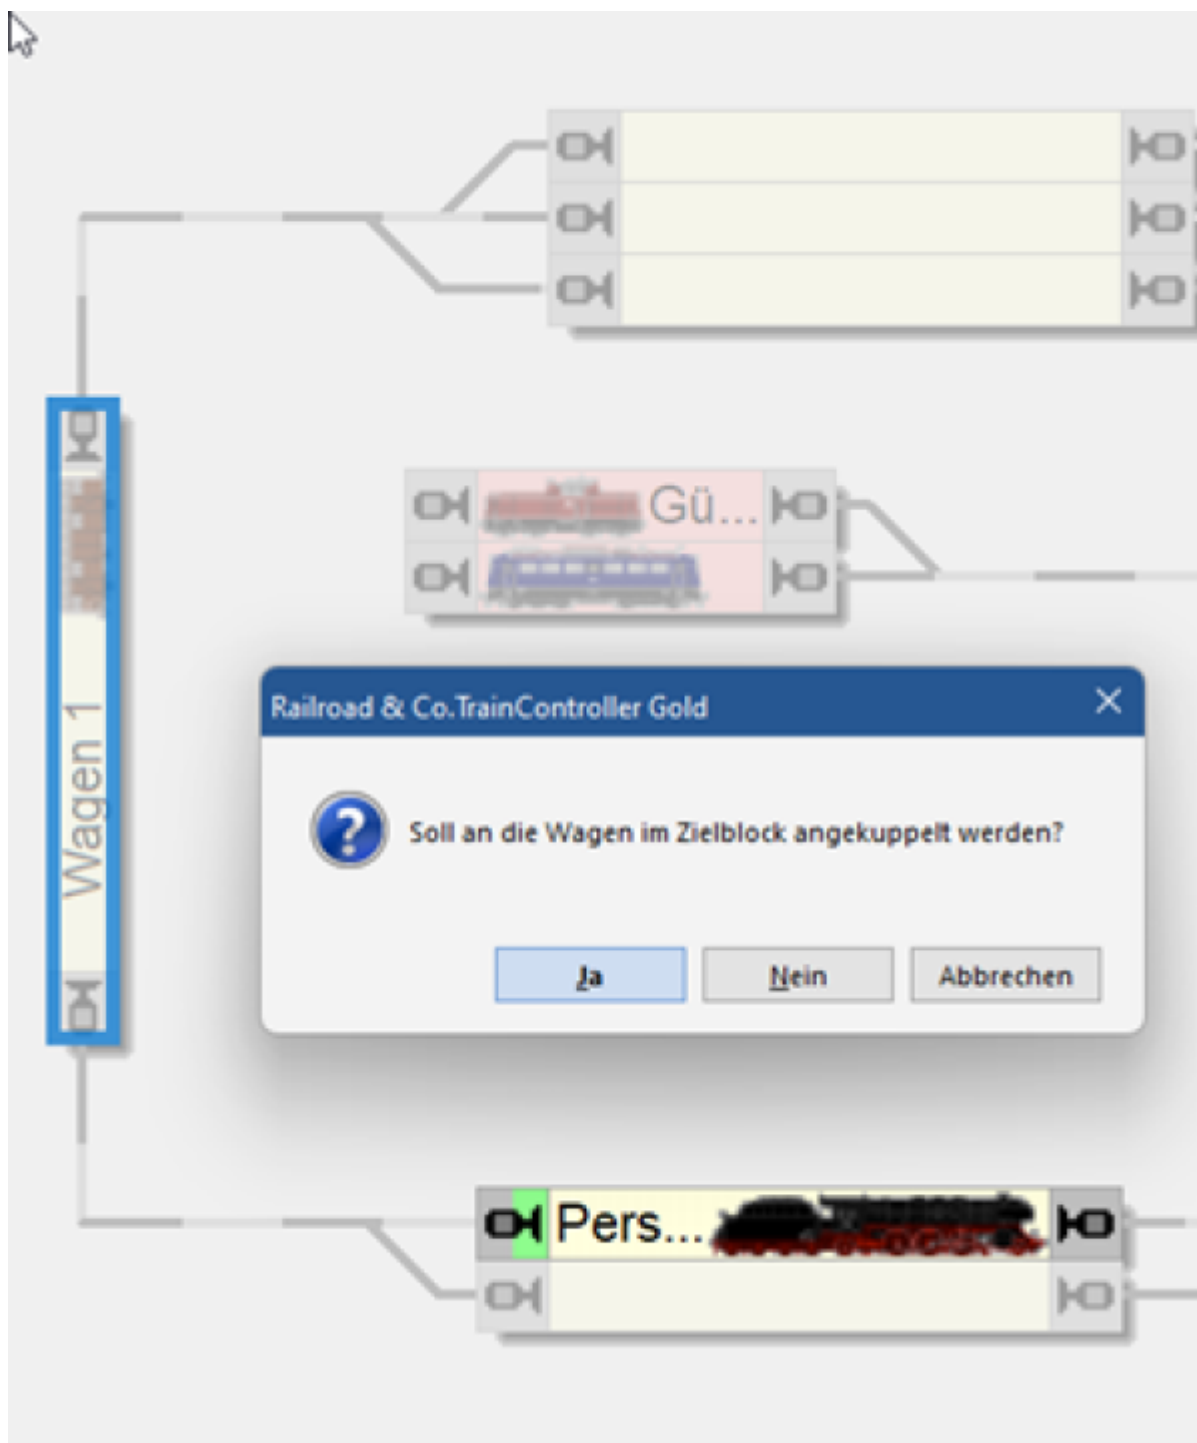 Gü...
Wagen 1
Railroad & Co.TrainController Gold
Soll an die Wagen im Zielblock angekuppelt werden?
Ja
Nein
Abbrechen
Pers...